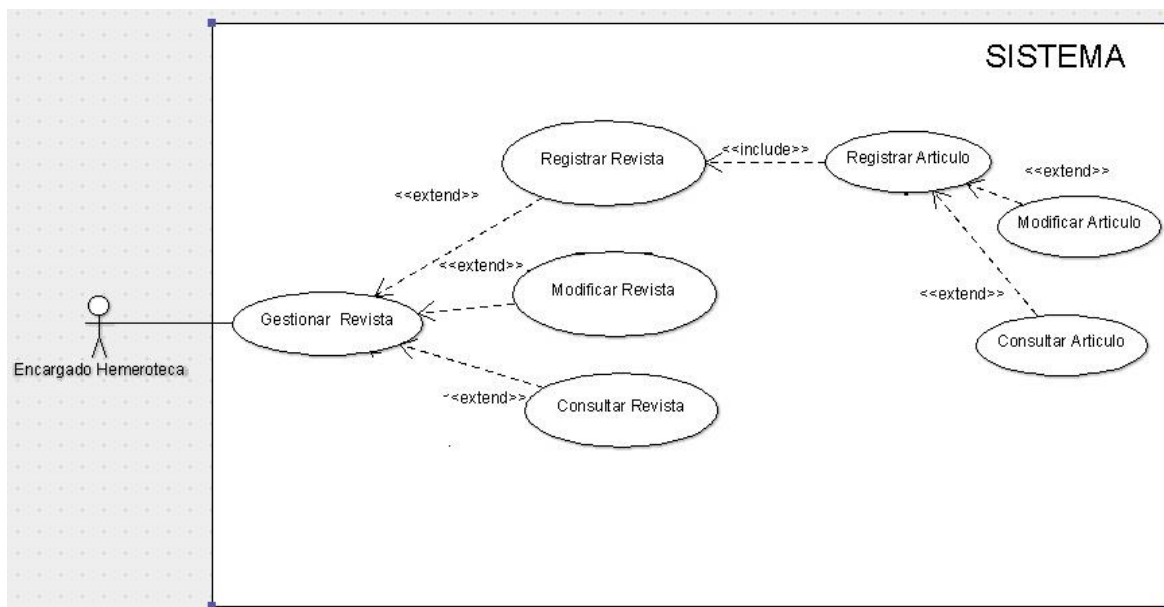 SISTEMA
Registrar Revista
<<include>>
Registrar Articulo
<<extend>>
Modificar Articulo
<<extend>>
<<extend>>
Modificar Revista
<<extend>>
Gestionar Revista
Consultar Articulo
Encargado Hemeroteca
<<extend>>
Consultar Revista